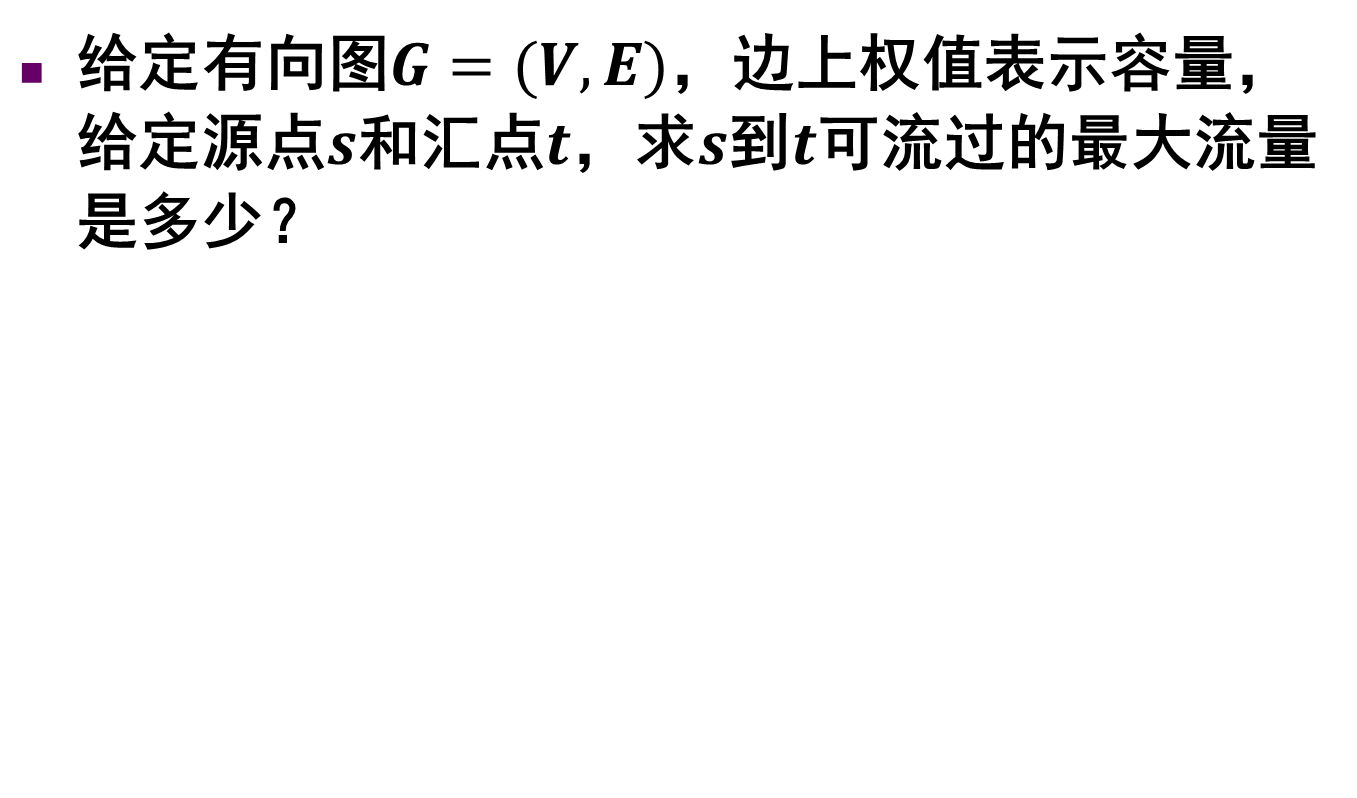 ■ 给定有向图G = (V, E)，边上权值表示容量，
给定源点s和汇点t，求s到t可流过的最大流量
是多少？